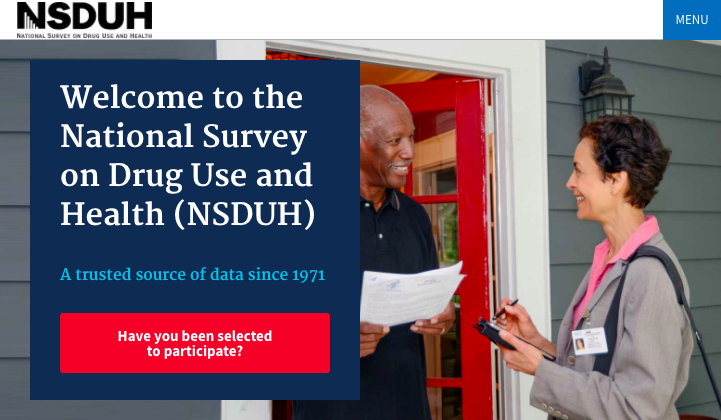 NSDUH
NATIONAL SURVEY ON DRUG USE AND HEALTH
MENU
Welcome to the
National Survey
on Drug Use and
Health (NSDUH)
A trusted source of data since 1971
Have you been selected
to participate?